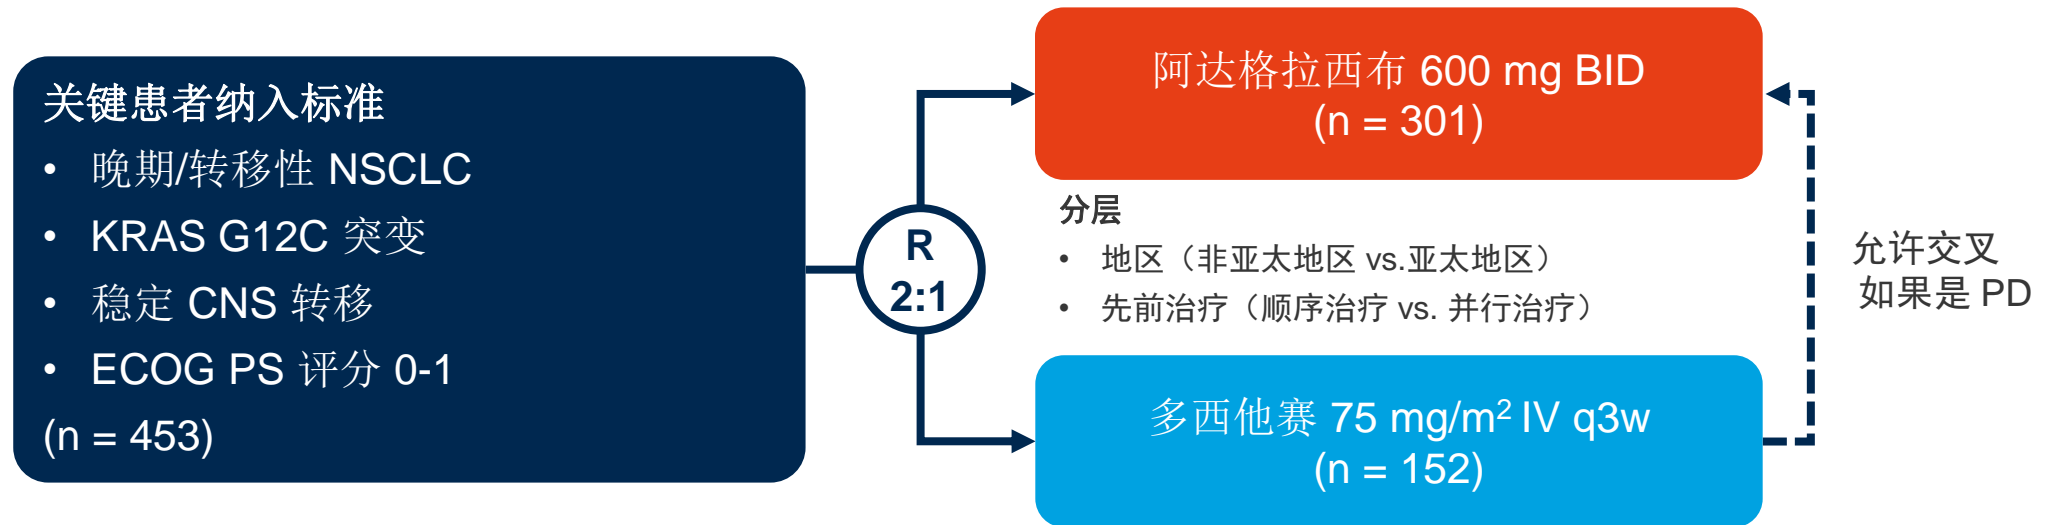 关键患者纳入标准
• 晚期/转移性 NSCLC
• KRAS G12C 突变
• 稳定 CNS 转移
• ECOG PS 评分 0-1
(n = 453)
R
2:1
阿达格拉西布 600 mg BID
(n = 301)
分层
• 地区（非亚太地区 vs.亚太地区）
• 先前治疗（顺序治疗 vs. 并行治疗）
多西他赛 75 mg/m² IV q3w
(n = 152)
允许交叉
如果是 PD